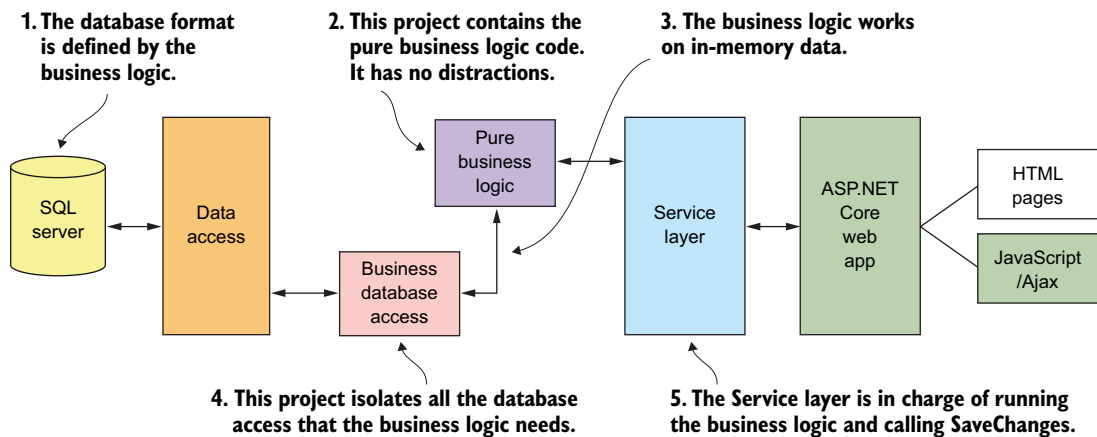 1. The database format
is defined by the
business logic.
2. This project contains the
pure business logic code.
It has no distractions.
3. The business logic works
on in-memory data.
SQL
server
Data
access
Pure
business
logic
Business
database
access
Service
layer
ASP.NET
Core
web
app
HTML
pages
JavaScript
/Ajax
4. This project isolates all the database
access that the business logic needs.
5. The Service layer is in charge of running
the business logic and calling SaveChanges.